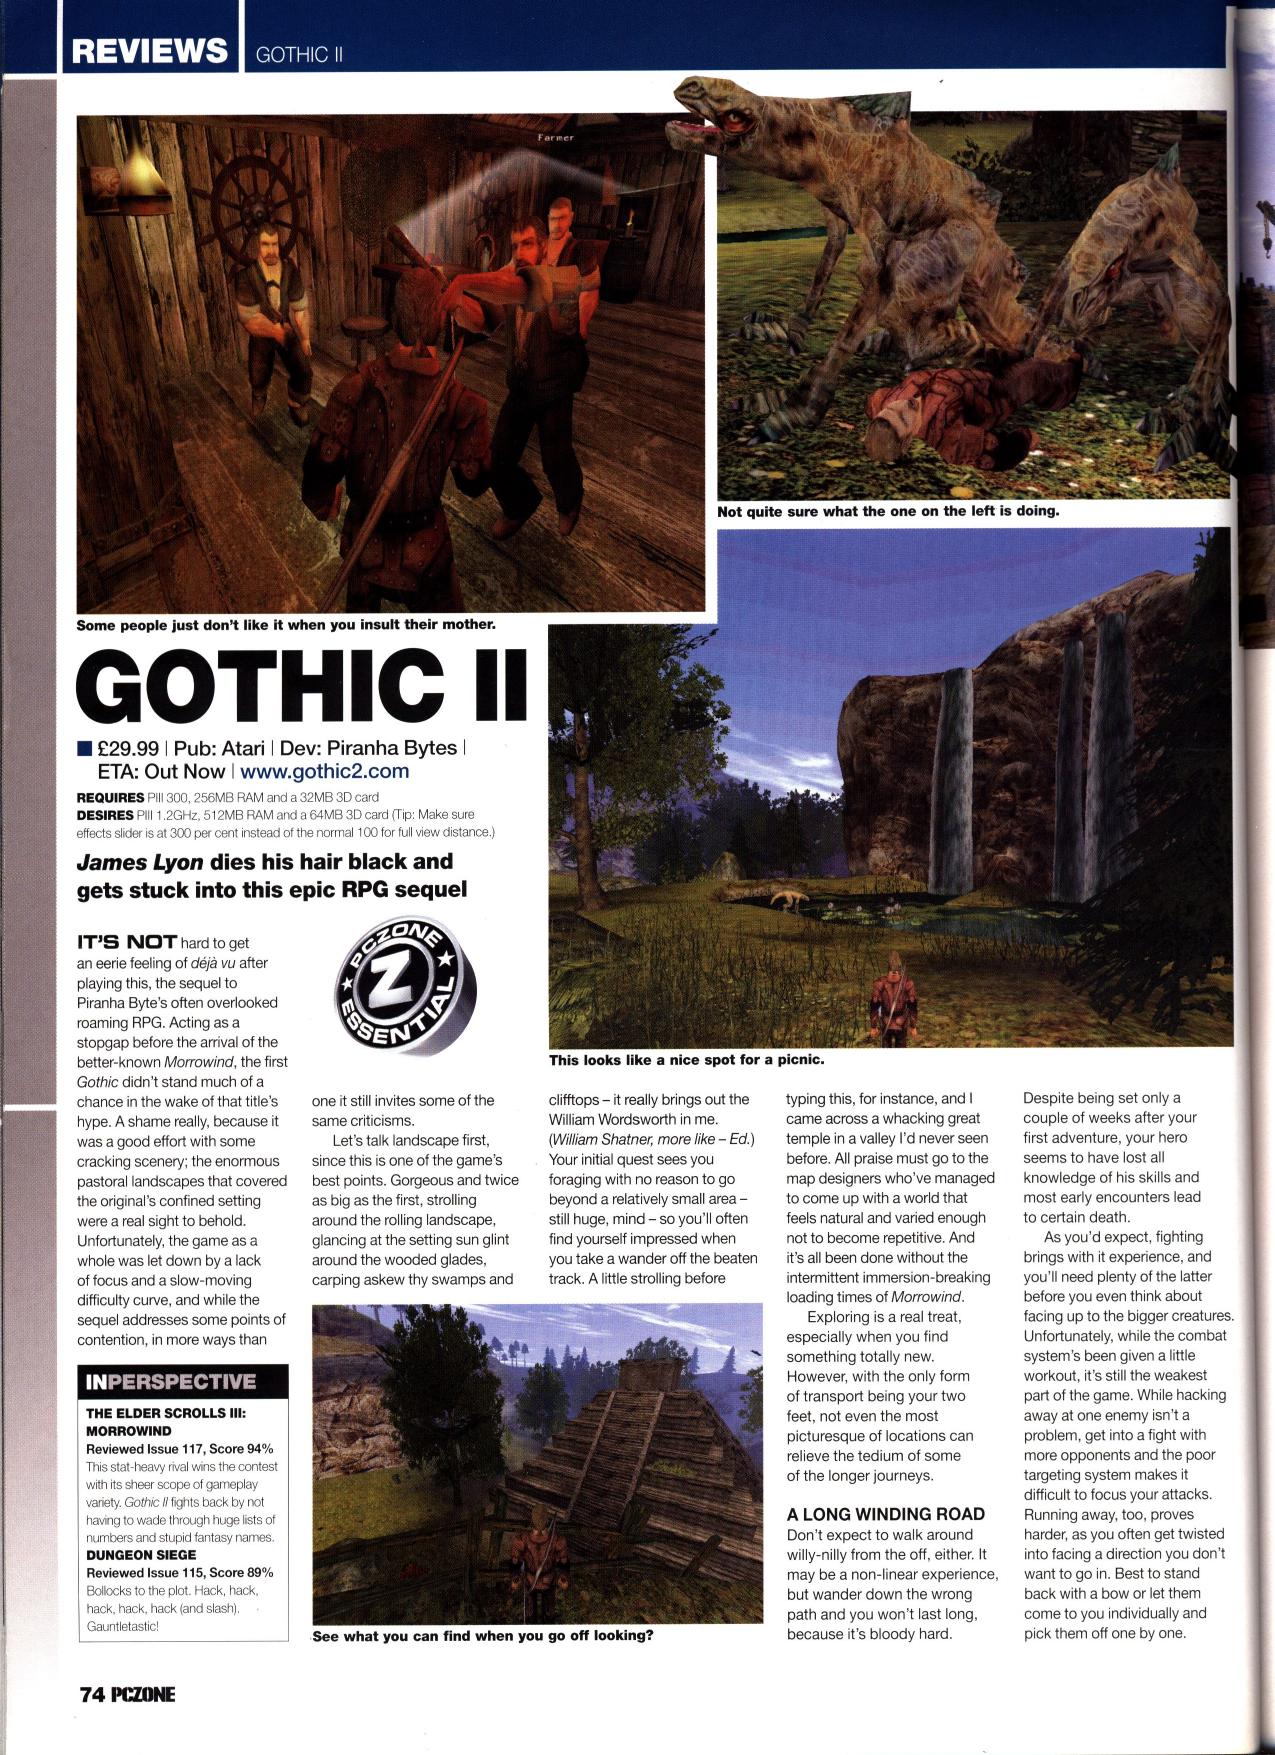 REVIEWS
GOTHIC II
Farmer
Some people just don't like it when you insult their mother.
Not quite sure what the one on the left is doing.
GOTHIC II
£29.99 | Pub: Atari | Dev: Piranha Bytes |
ETA: Out Now | www.gothic2.com
REQUIRES PIII 300, 256MB RAM and a 32MB 3D card
DESIRES PIII 1.2GHz, 512MB RAM and a 64MB 3D card (Tip: Make sure
effects slider is at 300 per cent instead of the normal 100 for full view distance.)
James Lyon dies his hair black and
gets stuck into this epic RPG sequel
PCZONE
Z
ESSENTIAL
This looks like a nice spot for a picnic.
IT'S NOT hard to get
an eerie feeling of déjà vu after
playing this, the sequel to
Piranha Byte's often overlooked
roaming RPG. Acting as a
stopgap before the arrival of the
better-known Morrowind, the first
Gothic didn't stand much of a
chance in the wake of that title's
hype. A shame really, because it
was a good effort with some
cracking scenery; the enormous
pastoral landscapes that covered
the original's confined setting
were a real sight to behold.
Unfortunately, the game as a
whole was let down by a lack
of focus and a slow-moving
difficulty curve, and while the
sequel addresses some points of
contention, in more ways than
one it still invites some of the
same criticisms.
Let's talk landscape first,
since this is one of the game's
best points. Gorgeous and twice
as big as the first, strolling
around the rolling landscape,
glancing at the setting sun glint
around the wooded glades,
carping askew thy swamps and
clifftops – it really brings out the
William Wordsworth in me.
(William Shatner, more like – Ed.)
Your initial quest sees you
foraging with no reason to go
beyond a relatively small area –
still huge, mind – so you'll often
find yourself impressed when
you take a wander off the beaten
track. A little strolling before
typing this, for instance, and I
came across a whacking great
temple in a valley I'd never seen
before. All praise must go to the
map designers who've managed
to come up with a world that
feels natural and varied enough
not to become repetitive. And
it's all been done without the
intermittent immersion-breaking
loading times of Morrowind.
Exploring is a real treat,
especially when you find
something totally new.
However, with the only form
of transport being your two
feet, not even the most
picturesque of locations can
relieve the tedium of some
of the longer journeys.
A LONG WINDING ROAD
Don't expect to walk around
willy-nilly from the off, either. It
may be a non-linear experience,
but wander down the wrong
path and you won't last long,
because it's bloody hard.
Despite being set only a
couple of weeks after your
first adventure, your hero
seems to have lost all
knowledge of his skills and
most early encounters lead
to certain death.
As you'd expect, fighting
brings with it experience, and
you'll need plenty of the latter
before you even think about
facing up to the bigger creatures.
Unfortunately, while the combat
system's been given a little
workout, it's still the weakest
part of the game. While hacking
away at one enemy isn't a
problem, get into a fight with
more opponents and the poor
targeting system makes it
difficult to focus your attacks.
Running away, too, proves
harder, as you often get twisted
into facing a direction you don't
want to go in. Best to stand
back with a bow or let them
come to you individually and
pick them off one by one.
INPERSPECTIVE
THE ELDER SCROLLS III:
MORROWIND
Reviewed Issue 117, Score 94%
This stat-heavy rival wins the contest
with its sheer scope of gameplay
variety. Gothic II fights back by not
having to wade through huge lists of
numbers and stupid fantasy names.
DUNGEON SIEGE
Reviewed Issue 115, Score 89%
Bollocks to the plot. Hack, hack,
hack, hack, hack (and slash).
Gauntletastic!
See what you can find when you go off looking?
74 PCZONE